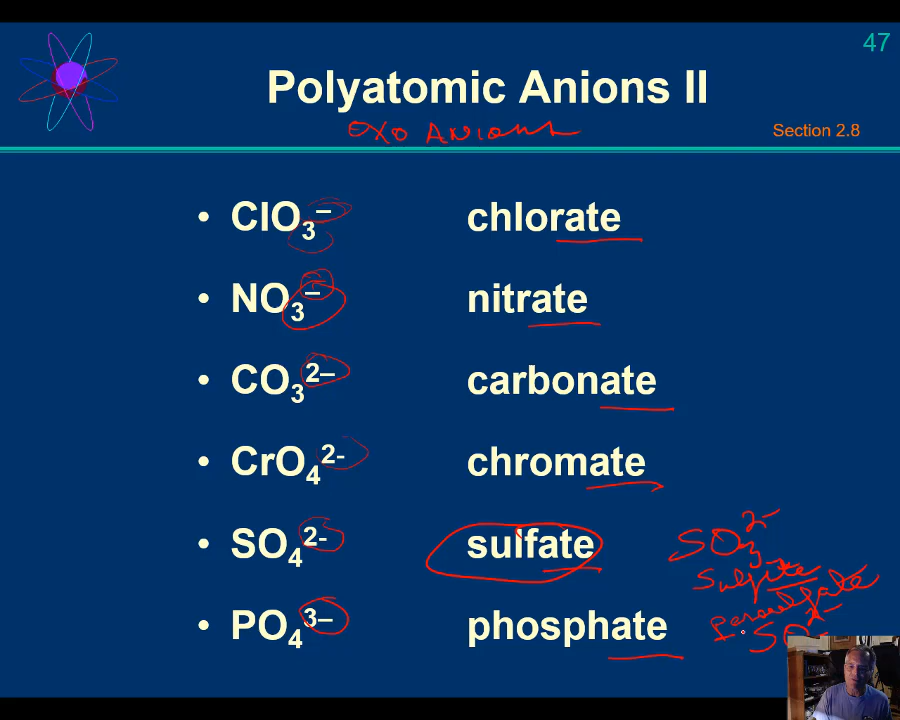 47
Polyatomic Anions II
OXO ANIONS
Section 2.8
• ClO₃⁻ chlorate
• NO₃⁻ nitrate
• CO₃²⁻ carbonate
• CrO₄²⁻ chromate
• SO₄²⁻ sulfate
SO₃²⁻
Sulfite
• PO₄³⁻ phosphate
Persulfate